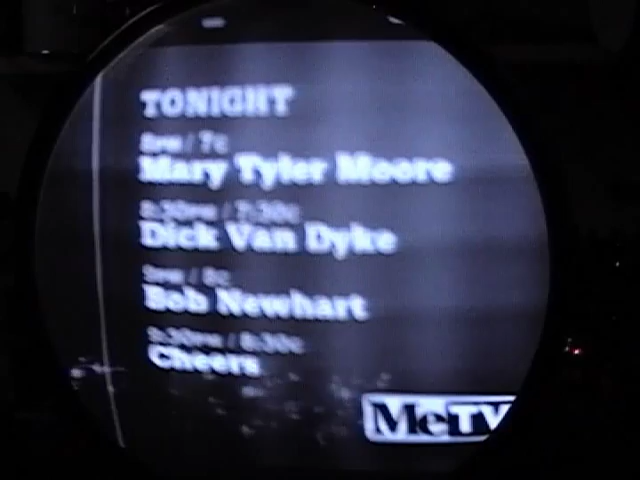 TONIGHT
8PM / 7C
Mary Tyler Moore
8:30PM / 7:30C
Dick Van Dyke
9PM / 8C
Bob Newhart
9:30PM / 8:30C
Cheers
MeTV